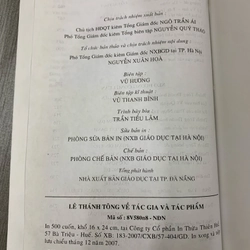 Chịu trách nhiệm xuất bản :
Chủ tịch HĐQT kiêm Tổng Giám đốc NGÔ TRẦN ÁI
Phó Tổng Giám đốc kiêm Tổng biên tập NGUYỄN QUÝ THAO
Tổ chức bản thảo và chịu trách nhiệm nội dung :
Phó Tổng Giám đốc kiêm Giám đốc NXBGD tại TP. Hà Nội
NGUYỄN XUÂN HOÀ
Biên tập :
VŨ HƯƠNG
Biên tập kĩ thuật :
VŨ THANH BÌNH
Trình bày bìa :
TRẦN TIỂU LÂM
Sửa bản in
PHÒNG SỬA BẢN IN (NXB GIÁO DỤC TẠI HÀ NỘI)
Chế bản :
PHÒNG CHẾ BẢN (NXB GIÁO DỤC TẠI HÀ NỘI)
Tổng phát hành
NHÀ XUẤT BẢN GIÁO DỤC TẠI TP. ĐÀ NẴNG
LÊ THÁNH TÔNG VỀ TÁC GIA VÀ TÁC PHẨM
Mã số : 8V580n8 - NDN
In 500 cuốn, khổ 16 x 24 cm, tại Công ty Cổ phần In Thừa Thiên
57 Bà Triệu - Huế. Số XB: 183-2007/CXB/57-404/GD. In xong và
lưu chiểu tháng 12 năm 2007.